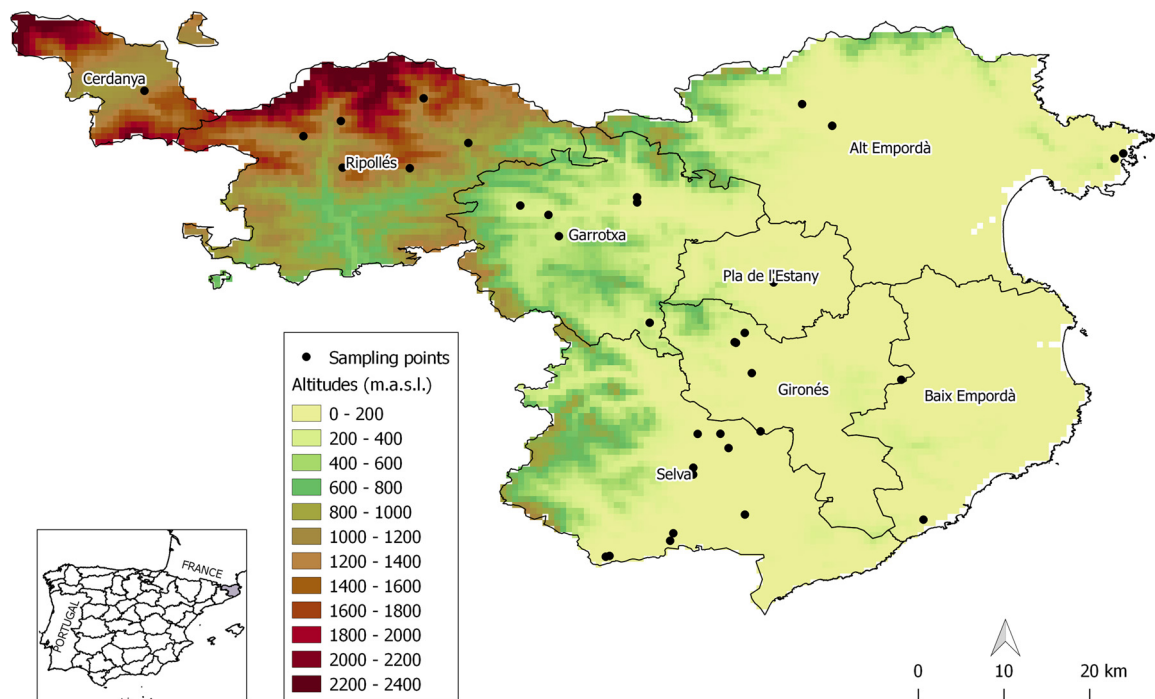 Cerdanya
Ripollés
Alt Empordà
Garrotxa
Pla de l'Estany
Gironés
Baix Empordà
Selva
Sampling points
Altitudes (m.a.s.l.)
0 - 200
200 - 400
400 - 600
600 - 800
800 - 1000
1000 - 1200
1200 - 1400
1400 - 1600
1600 - 1800
1800 - 2000
2000 - 2200
2200 - 2400
FRANCE
PORTUGAL
0 10 20 km